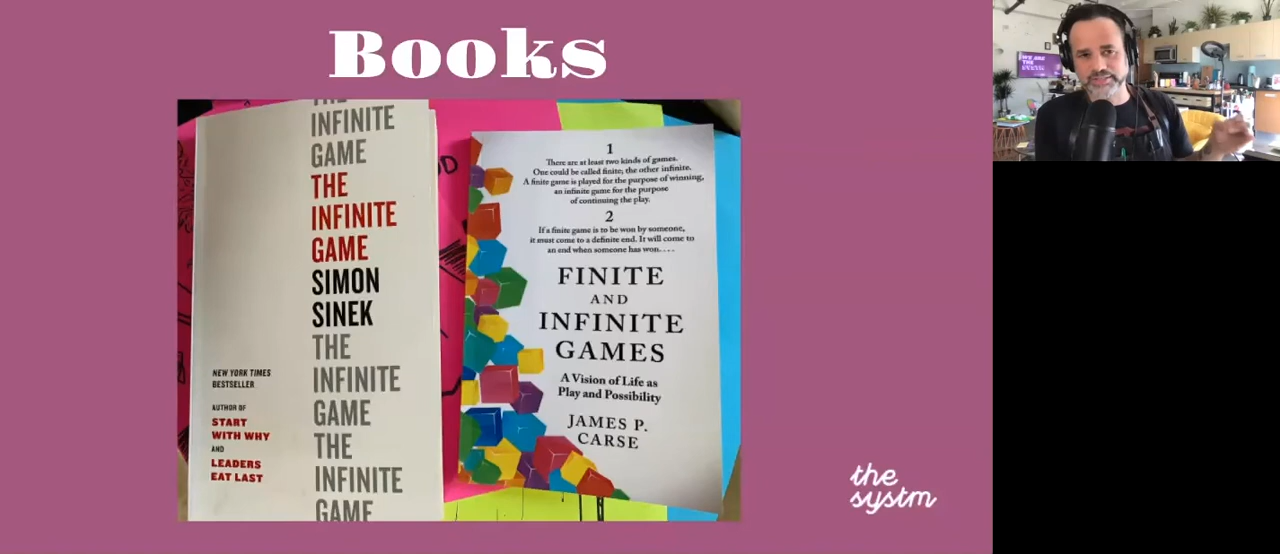 Books
INFINITE
GAME
THE
INFINITE
GAME
SIMON
SINEK
THE
INFINITE
GAME
THE
INFINITE
GAME
NEW YORK TIMES
BESTSELLER
AUTHOR OF
START
WITH WHY
AND
LEADERS
EAT LAST
1
There are at least two kinds of games.
One could be called finite, the other infinite.
A finite game is played for the purpose of winning,
an infinite game for the purpose
of continuing the play.
2
If a finite game is to be won by someone,
it must come to a definite end. It will come to
an end when someone has won....
FINITE
AND
INFINITE
GAMES
A Vision of Life as
Play and Possibility
JAMES P.
CARSE
the
systm
WE ARE
THE